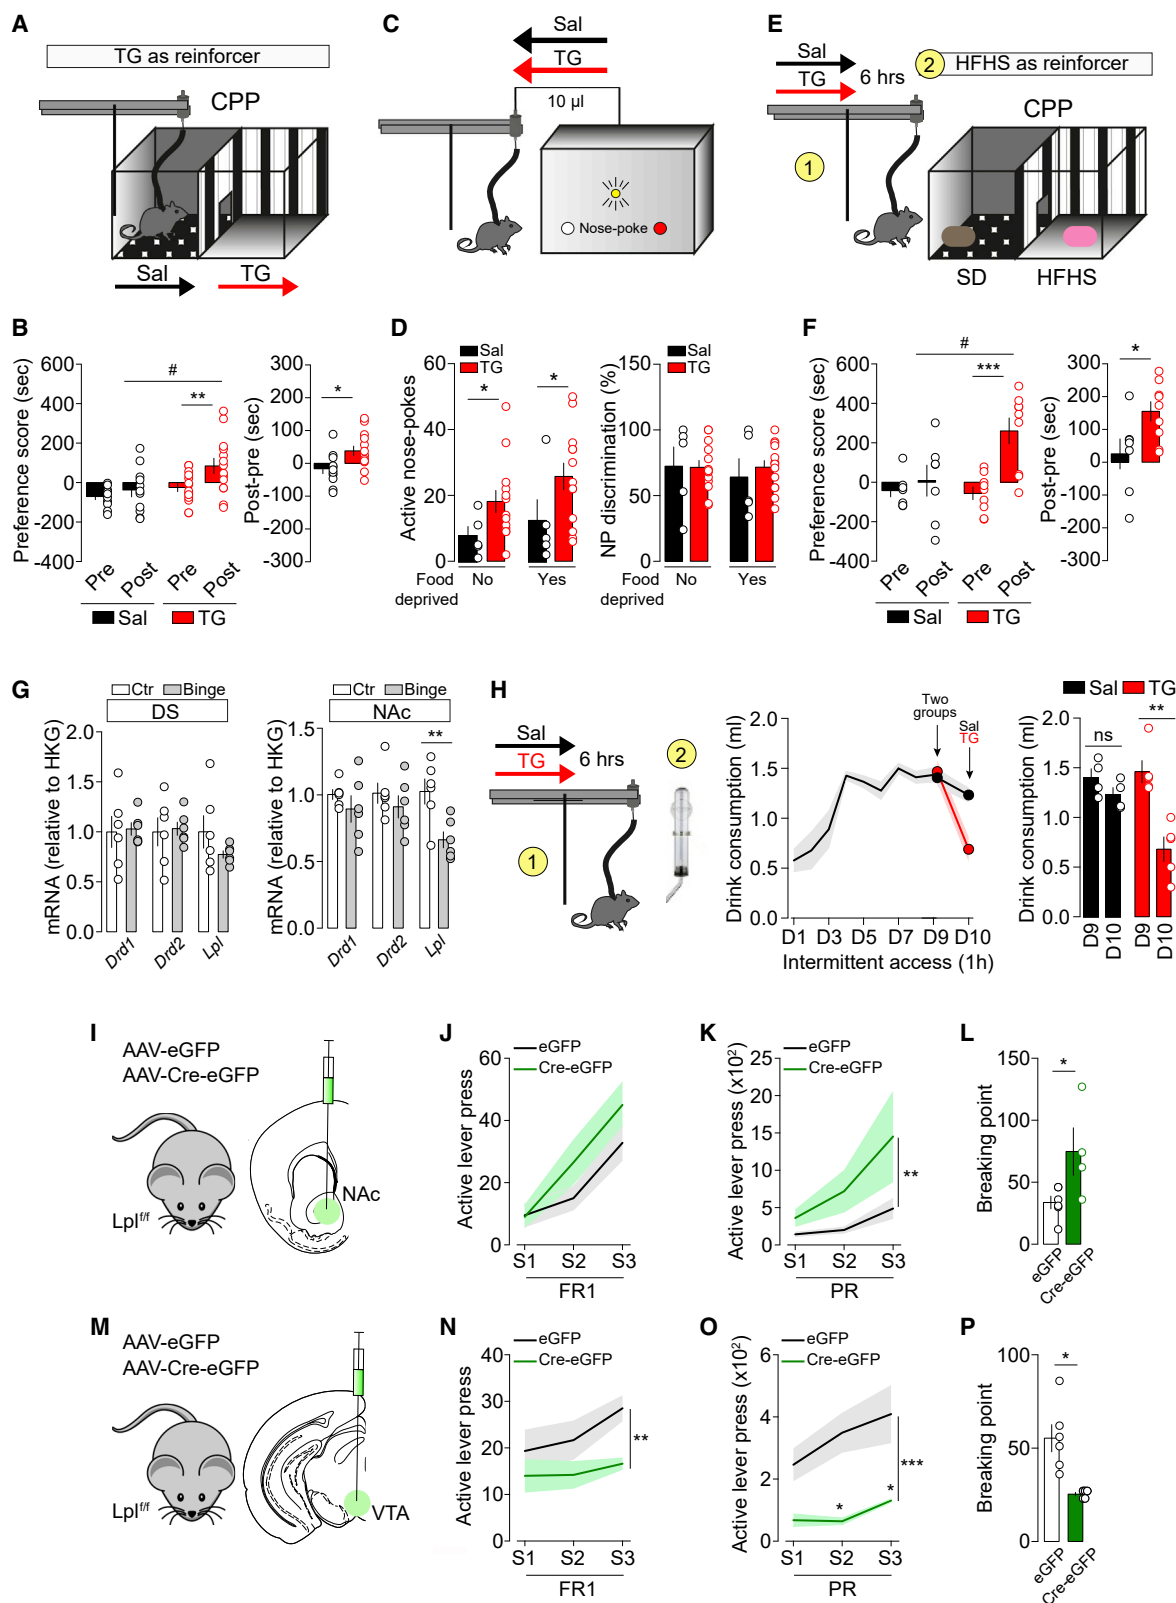 A
TG as reinforcer
CPP
Sal
TG
C
Sal
TG
10 µl
Nose-poke
E
Sal
TG
6 hrs
2
HFHS as reinforcer
CPP
1
SD
HFHS
B
Preference score (sec)
600
400
200
0
-200
-400
#
**
Pre
Post
Pre
Post
Sal
TG
Post-pre (sec)
300
200
100
0
-100
-200
-300
*
D
Sal
TG
Active nose-pokes
60
40
20
0
*
*
Food
deprived
No
Yes
Sal
TG
NP discrimination (%)
150
100
50
0
Food
deprived
No
Yes
F
Preference score (sec)
600
400
200
0
-200
-400
#
***
Pre
Post
Pre
Post
Sal
TG
Post-pre (sec)
300
200
100
0
-100
-200
-300
*
G
Ctr
Binge
DS
mRNA (relative to HKG)
2.0
1.5
1.0
0.5
0.0
Drd1
Drd2
Lpl
Ctr
Binge
NAc
mRNA (relative to HKG)
1.5
1.0
0.5
0.0
**
Drd1
Drd2
Lpl
H
Sal
TG
6 hrs
2
1
Drink consumption (ml)
2.0
1.5
1.0
0.5
0.0
Two
groups
Sal
TG
D1
D3
D5
D7
D9
D10
Intermittent access (1h)
Sal
TG
Drink consumption (ml)
2.0
1.5
1.0
0.5
0.0
ns
**
D9
D10
D9
D10
I
AAV-eGFP
AAV-Cre-eGFP
Lplf/f
NAc
J
eGFP
Cre-eGFP
Active lever press
60
40
20
0
S1
S2
S3
FR1
K
eGFP
Cre-eGFP
Active lever press (x10²)
25
20
15
10
5
0
**
S1
S2
S3
PR
L
Breaking point
150
100
50
0
*
eGFP
Cre-eGFP
M
AAV-eGFP
AAV-Cre-eGFP
Lplf/f
VTA
N
eGFP
Cre-eGFP
Active lever press
40
30
20
10
0
**
S1
S2
S3
FR1
O
eGFP
Cre-eGFP
Active lever press (x10²)
6
4
2
0
*
*
***
S1
S2
S3
PR
P
Breaking point
100
50
0
*
eGFP
Cre-eGFP